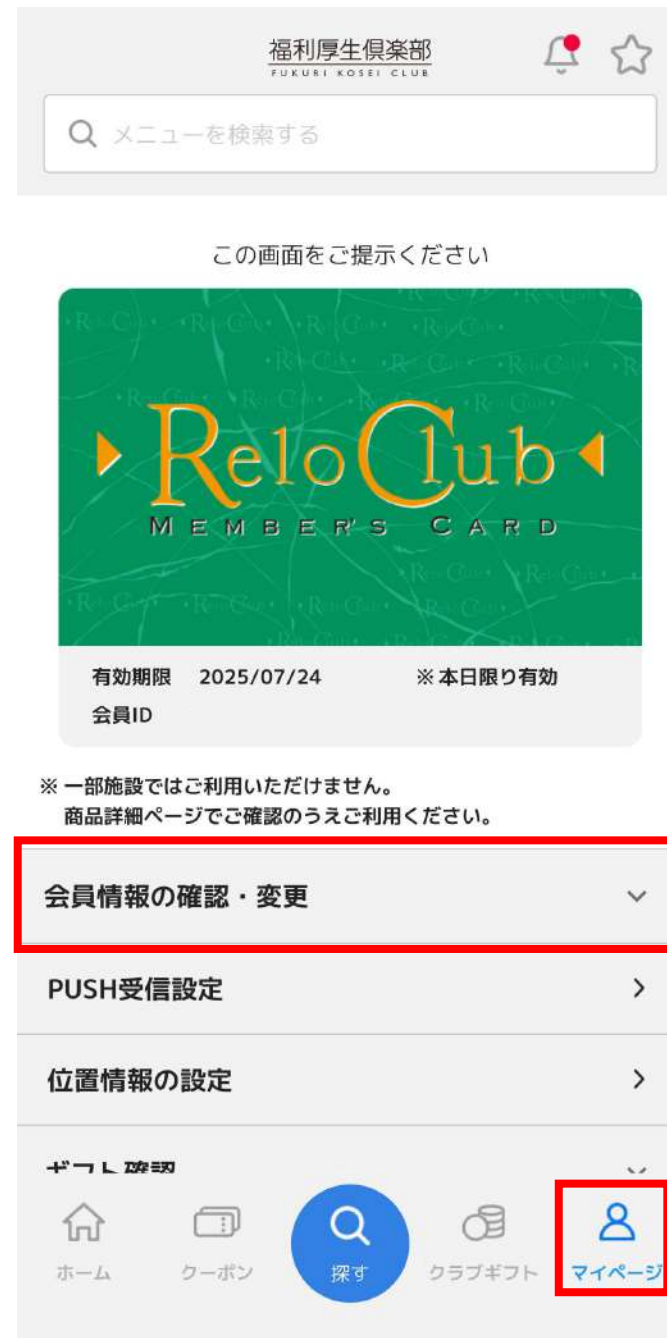 福利厚生倶楽部
FUKURI KOSEI CLUB
メニューを検索する
この画面をご提示ください
ReloClub
MEMBER'S CARD
有効期限 2025/07/24 ※本日限り有効
会員ID
※ 一部施設ではご利用いただけません。
商品詳細ページでご確認のうえご利用ください。
会員情報の確認・変更
PUSH受信設定
位置情報の設定
ギフト確認
ホーム クーポン 探す クラブギフト マイページ